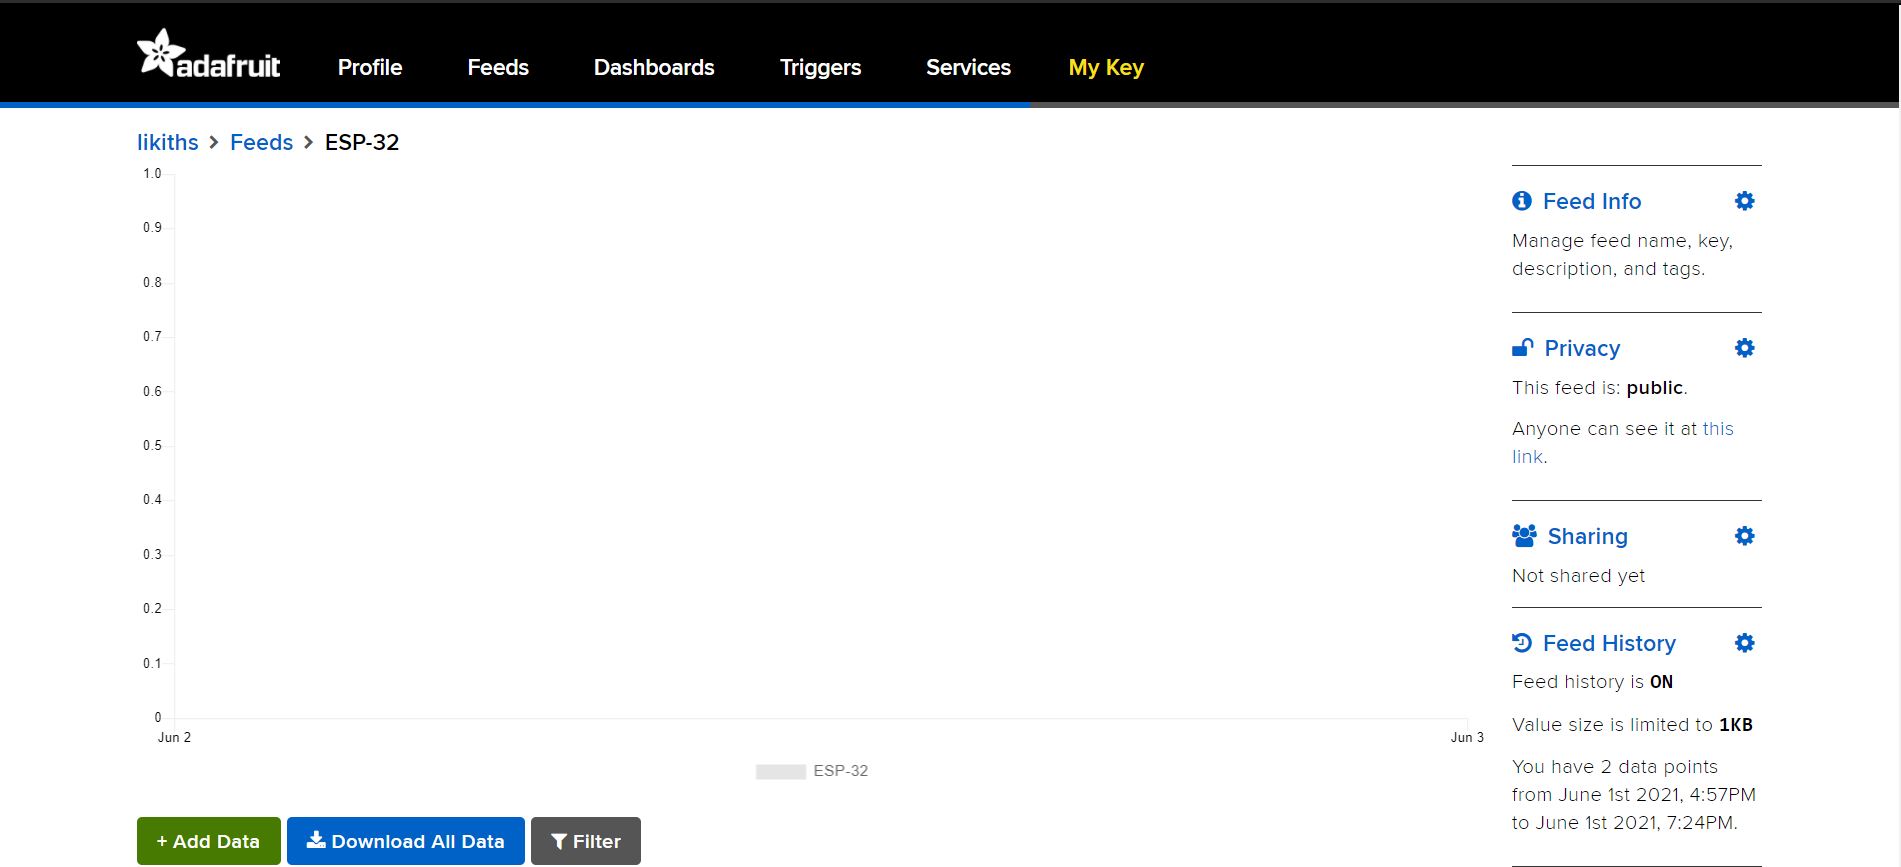 adafruit
Profile Feeds Dashboards Triggers Services My Key
likiths > Feeds > ESP-32
1.0
0.9
0.8
0.7
0.6
0.5
0.4
0.3
0.2
0.1
0
Jun 2 Jun 3
ESP-32
+ Add Data Download All Data Filter
Feed Info
Manage feed name, key,
description, and tags.
Privacy
This feed is: public.
Anyone can see it at this
link.
Sharing
Not shared yet
Feed History
Feed history is ON
Value size is limited to 1KB
You have 2 data points
from June 1st 2021, 4:57PM
to June 1st 2021, 7:24PM.